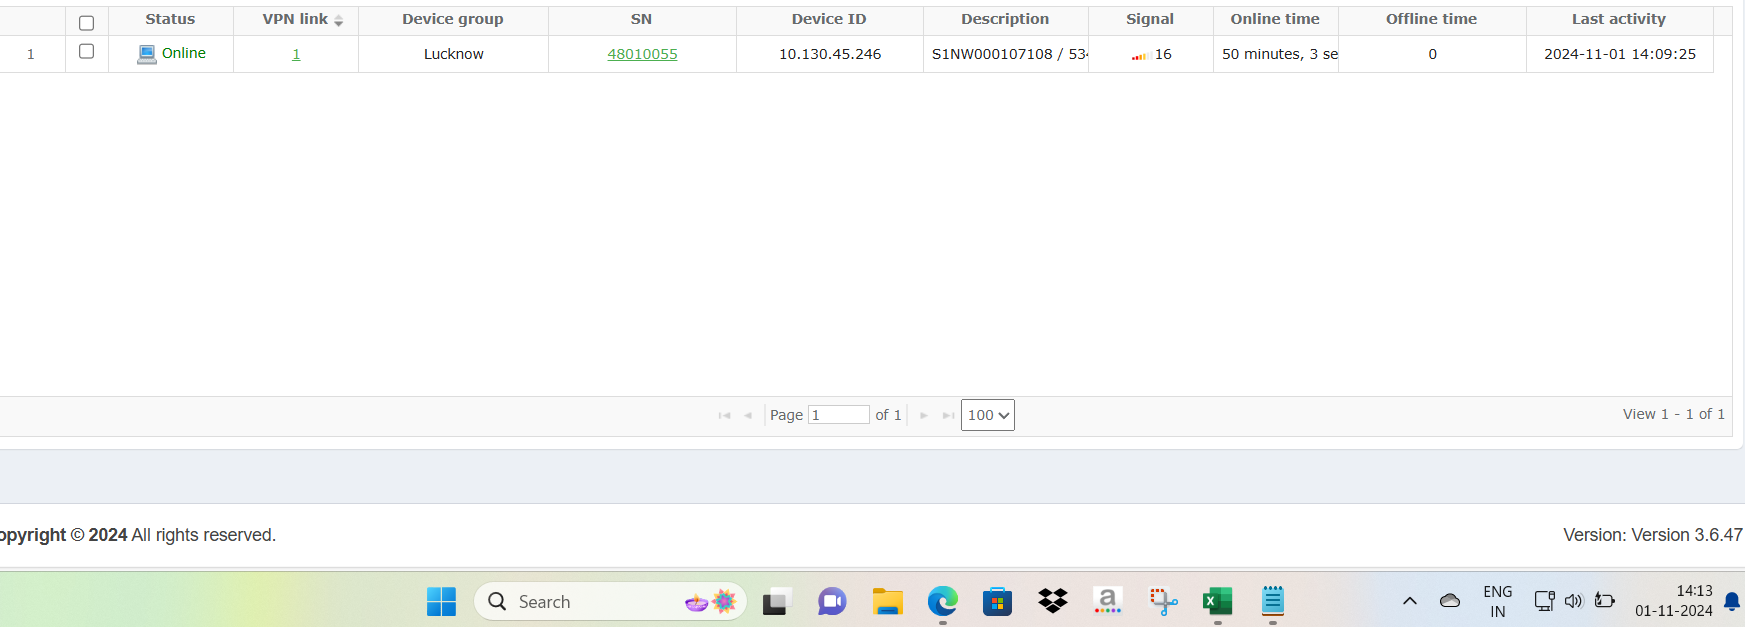 Status VPN link Device group SN Device ID Description Signal Online time Offline time Last activity
1 Online 1 Lucknow 48010055 10.130.45.246 S1NW000107108 / 534 16 50 minutes, 3 se 0 2024-11-01 14:09:25
Page 1 of 1 100 View 1 - 1 of 1
opyright © 2024 All rights reserved. Version: Version 3.6.47
Search a X ENG 14:13
IN 01-11-2024